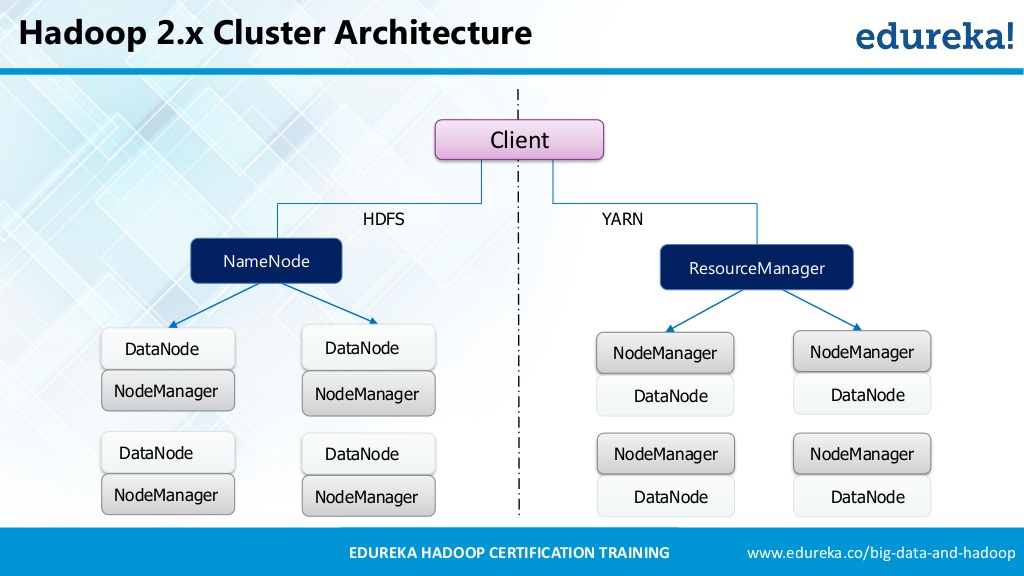 Hadoop 2.x Cluster Architecture
edureka!
Client
HDFS
YARN
NameNode
ResourceManager
DataNode
NodeManager
DataNode
NodeManager
DataNode
NodeManager
DataNode
NodeManager
NodeManager
DataNode
NodeManager
DataNode
NodeManager
DataNode
NodeManager
DataNode
EDUREKA HADOOP CERTIFICATION TRAINING
www.edureka.co/big-data-and-hadoop